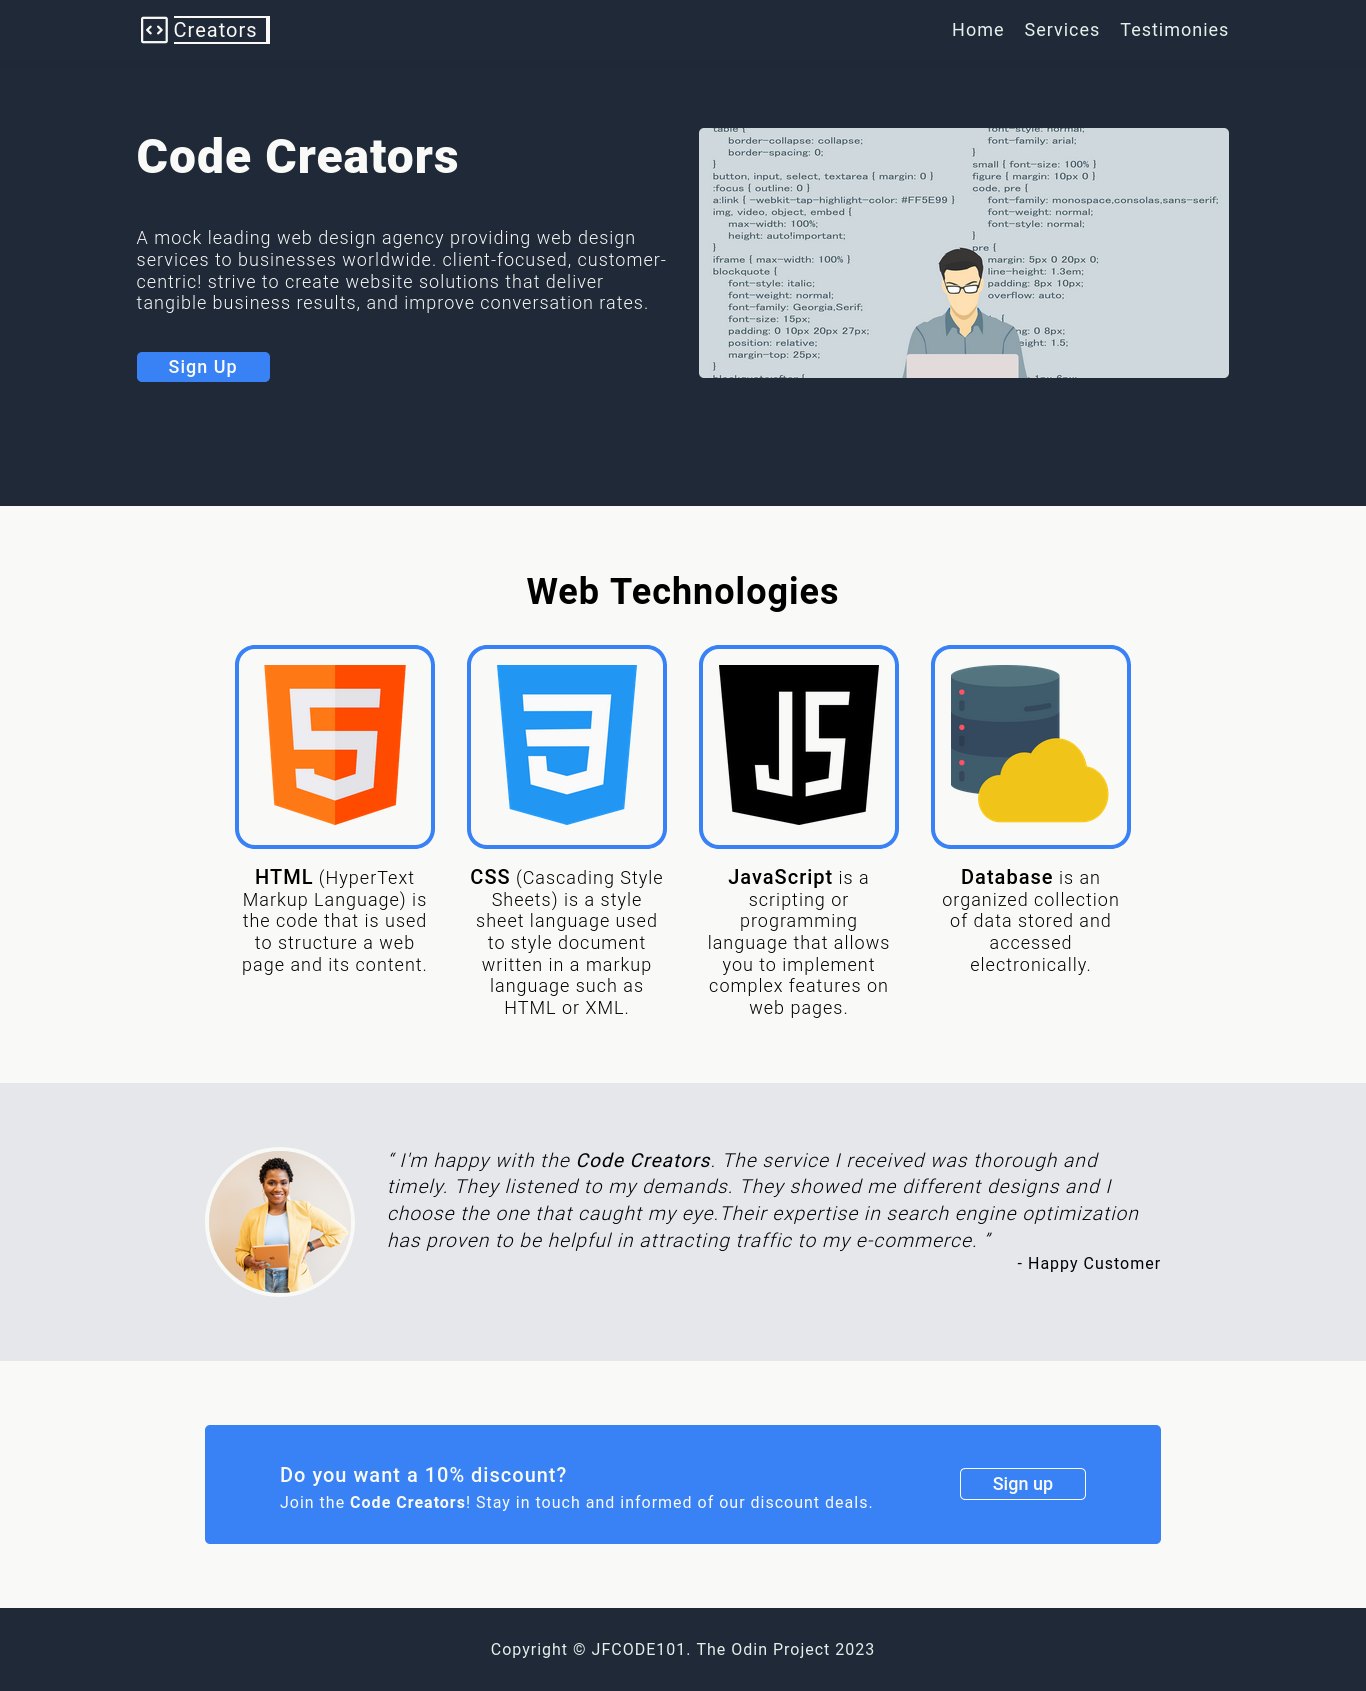 Creators
Home Services Testimonies
Code Creators
A mock leading web design agency providing web design
services to businesses worldwide. client-focused, customer-
centric! strive to create website solutions that deliver
tangible business results, and improve conversation rates.
Sign Up
table {
border-collapse: collapse;
border-spacing: 0;
}
button, input, select, textarea { margin: 0 }
:focus { outline: 0 }
a:link { -webkit-tap-highlight-color: #FF5E99 }
img, video, object, embed {
max-width: 100%;
height: auto!important;
}
iframe { max-width: 100% }
blockquote {
font-style: italic;
font-weight: normal;
font-family: Georgia,Serif;
font-size: 15px;
padding: 0 10px 20px 27px;
position: relative;
margin-top: 25px;
}
font-style: normal;
font-family: arial;
}
small { font-size: 100% }
figure { margin: 10px 0 }
code, pre {
font-family: monospace,consolas,sans-serif;
font-weight: normal;
font-style: normal;
}
pre {
margin: 5px 0 20px 0;
line-height: 1.3em;
padding: 8px 10px;
overflow: auto;
{
ng: 0 8px;
eight: 1.5;
Web Technologies
HTML (HyperText
Markup Language) is
the code that is used
to structure a web
page and its content.
CSS (Cascading Style
Sheets) is a style
sheet language used
to style document
written in a markup
language such as
HTML or XML.
JS
JavaScript is a
scripting or
programming
language that allows
you to implement
complex features on
web pages.
Database is an
organized collection
of data stored and
accessed
electronically.
“ I'm happy with the Code Creators. The service I received was thorough and
timely. They listened to my demands. They showed me different designs and I
choose the one that caught my eye.Their expertise in search engine optimization
has proven to be helpful in attracting traffic to my e-commerce. ”
- Happy Customer
Do you want a 10% discount?
Join the Code Creators! Stay in touch and informed of our discount deals.
Sign up
Copyright © JFCODE101. The Odin Project 2023